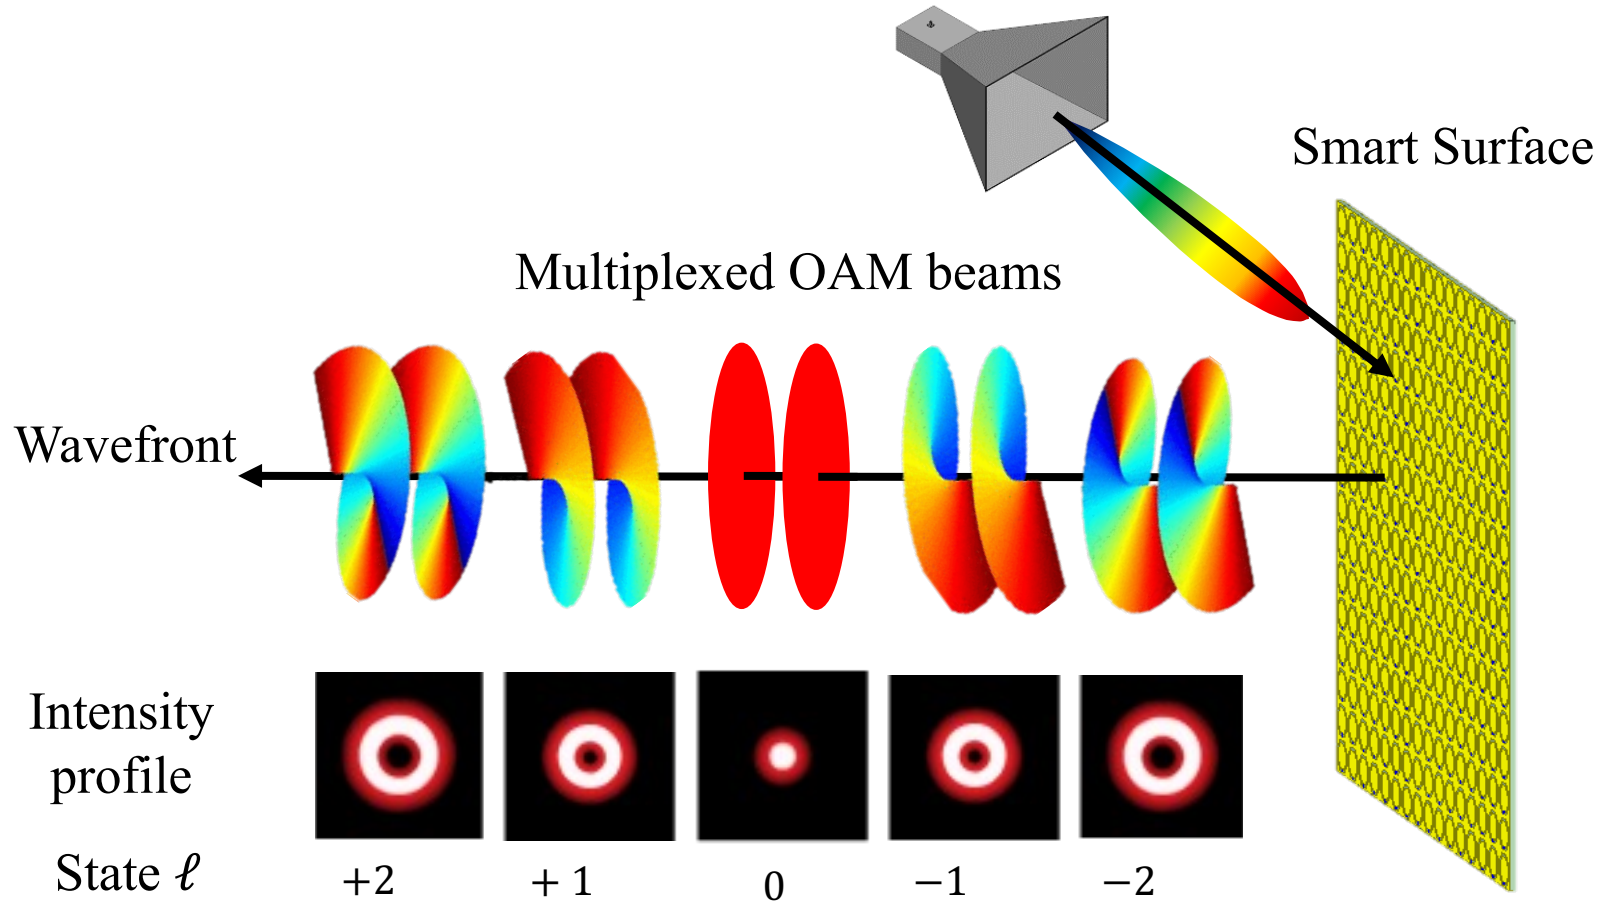 Smart Surface
Multiplexed OAM beams
Wavefront
Intensity
profile
State ℓ
+2
+ 1
0
−1
−2